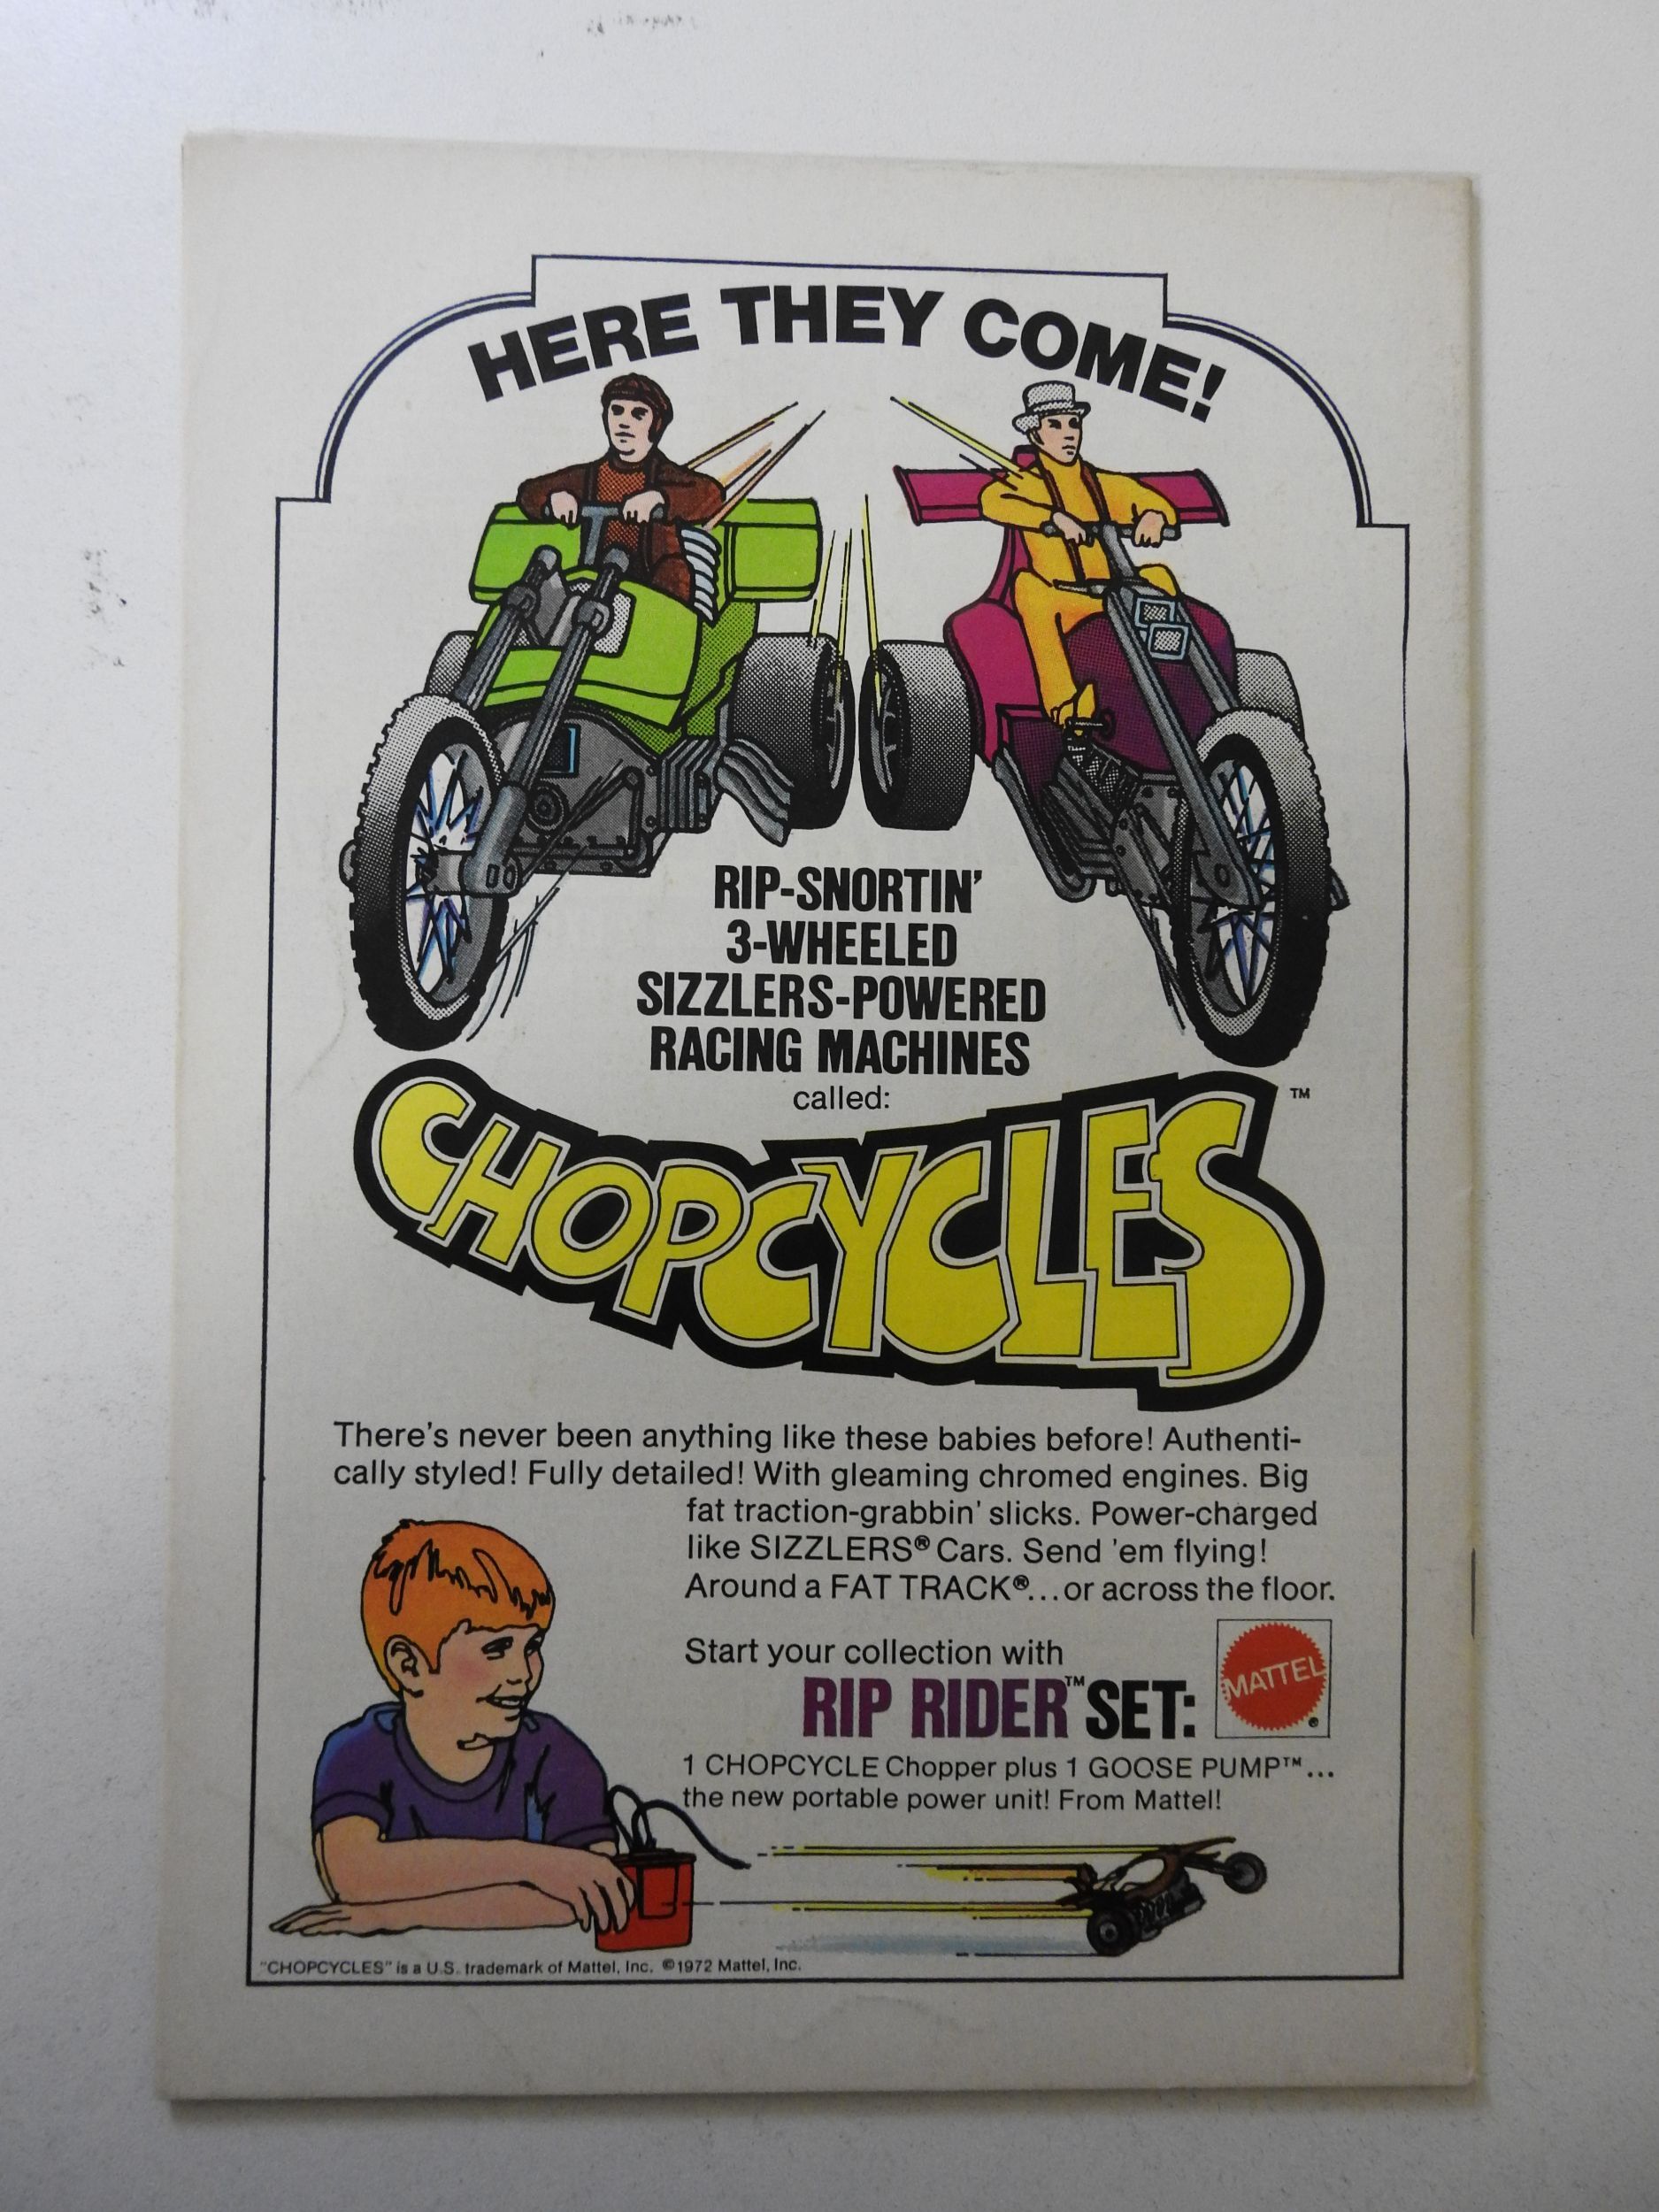 HERE THEY COME!
RIP-SNORTIN'
3-WHEELED
SIZZLERS-POWERED
RACING MACHINES
called:
CHOPCYCLES™
There's never been anything like these babies before! Authenti-
cally styled! Fully detailed! With gleaming chromed engines. Big
fat traction-grabbin' slicks. Power-charged
like SIZZLERS® Cars. Send 'em flying!
Around a FAT TRACK®...or across the floor.
Start your collection with
RIP RIDER™ SET:
MATTEL®
1 CHOPCYCLE Chopper plus 1 GOOSE PUMP™...
the new portable power unit! From Mattel!
"CHOPCYCLES" is a U.S. trademark of Mattel, Inc. ©1972 Mattel, Inc.